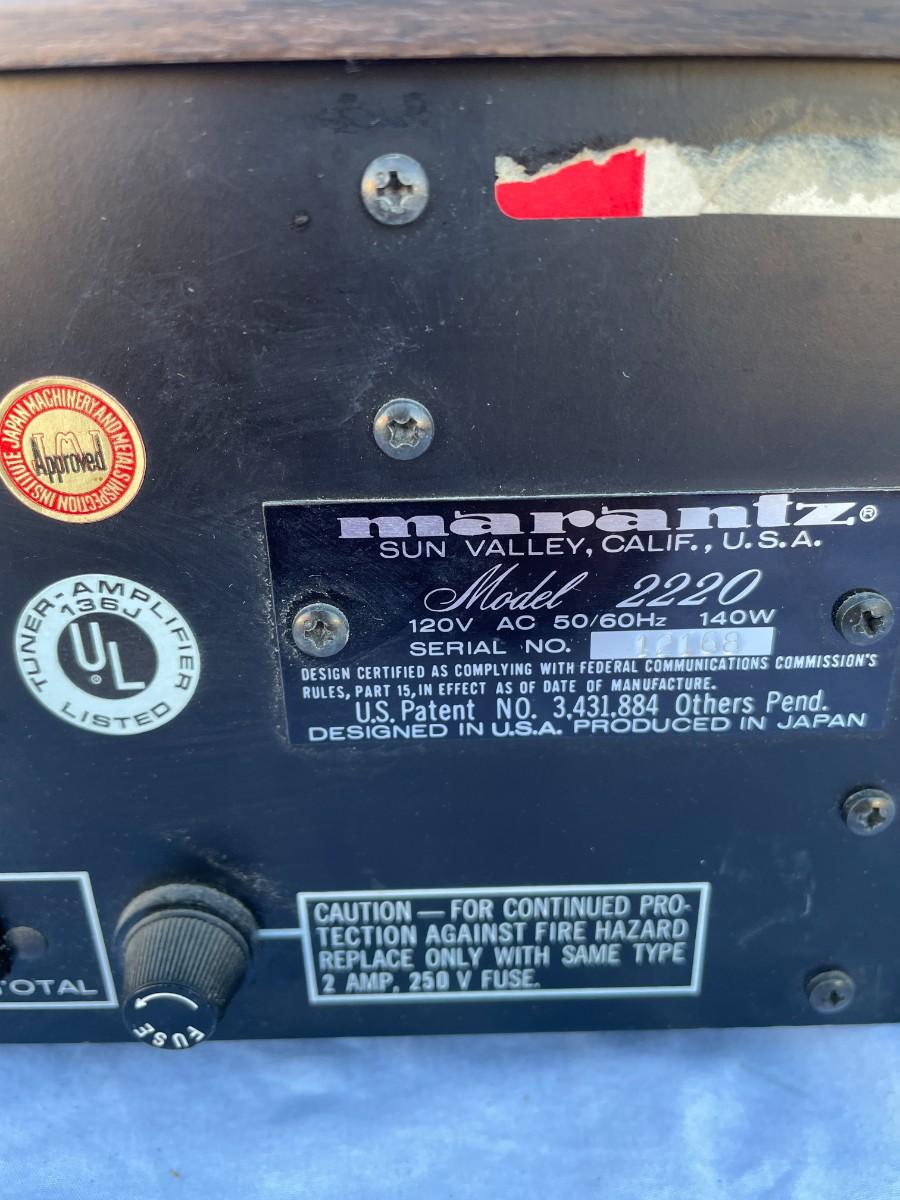 JAPAN MACHINERY AND METALS INSPECTION INSTITUTE
Approved
marantz®
SUN VALLEY, CALIF., U.S.A.
Model 2220
120V AC 50/60Hz 140W
SERIAL NO. 12168
DESIGN CERTIFIED AS COMPLYING WITH FEDERAL COMMUNICATIONS COMMISSION'S
RULES, PART 15, IN EFFECT AS OF DATE OF MANUFACTURE.
U.S. Patent NO. 3,431,884 Others Pend.
DESIGNED IN U.S.A. PRODUCED IN JAPAN
TUNER-AMPLIFIER
136J
UL®
LISTED
CAUTION — FOR CONTINUED PRO-
TECTION AGAINST FIRE HAZARD
REPLACE ONLY WITH SAME TYPE
2 AMP, 250 V FUSE.
TOTAL
FUSE